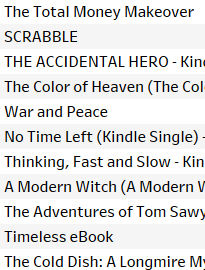 The Total Money Makeover
SCRABBLE
THE ACCIDENTAL HERO - Kin
The Color of Heaven (The Col
War and Peace
No Time Left (Kindle Single) -
Thinking, Fast and Slow - Kin
A Modern Witch (A Modern W
The Adventures of Tom Sawy
Timeless eBook
The Cold Dish: A Longmire My